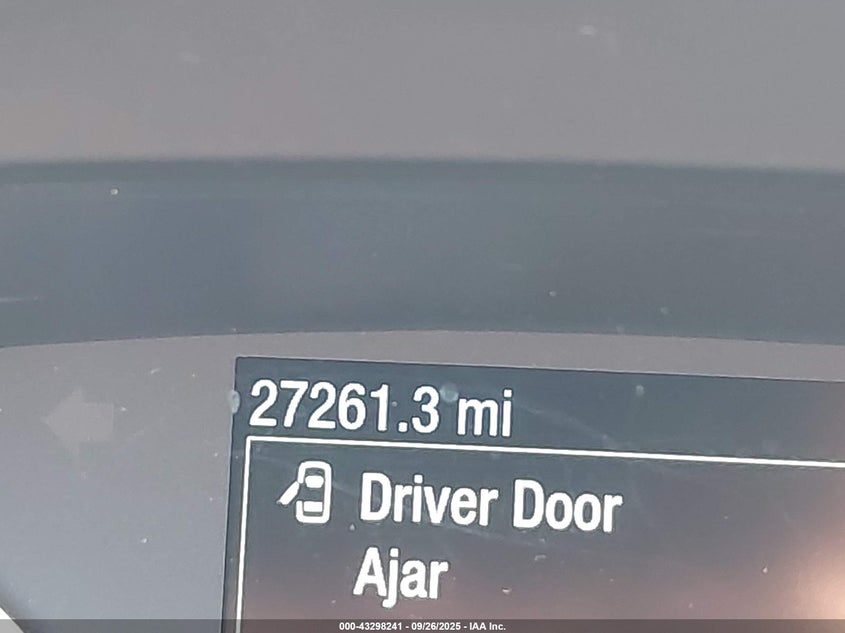 27261.3 mi
Driver Door
Ajar
000-43298241 - 09/26/2025 - IAA Inc.